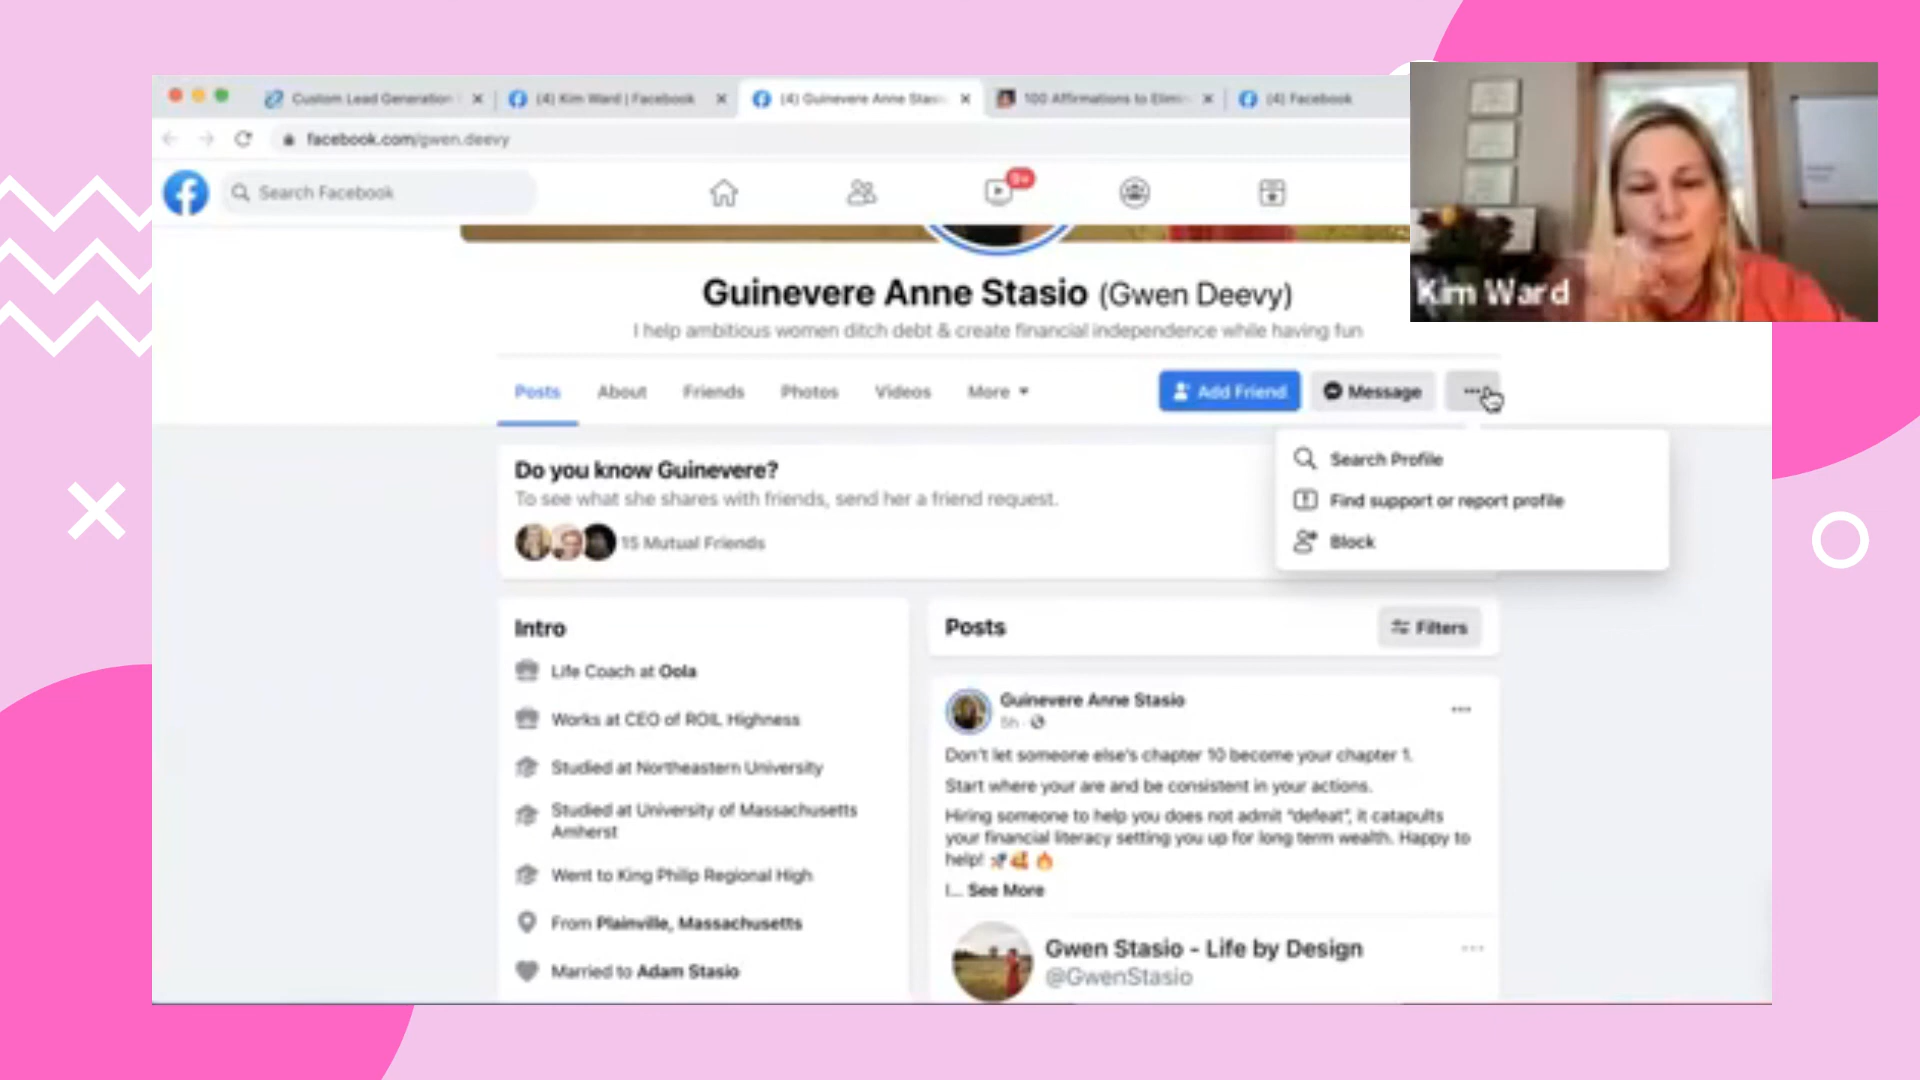 Custom Lead Generation
(4) Kim Ward | Facebook
(4) Guinevere Anne Stasi
100 Affirmations to Elimi
(4) Facebook
facebook.com/gwen.deevy
Search Facebook
9+
Kim Ward
Guinevere Anne Stasio (Gwen Deevy)
I help ambitious women ditch debt & create financial independence while having fun
Posts
About
Friends
Photos
Videos
More
Add Friend
Message
Search Profile
Find support or report profile
Block
Do you know Guinevere?
To see what she shares with friends, send her a friend request.
15 Mutual Friends
Intro
Life Coach at Oola
Works at CEO of ROIL Highness
Studied at Northeastern University
Studied at University of Massachusetts
Amherst
Went to King Philip Regional High
From Plainville, Massachusetts
Married to Adam Stasio
Posts
Filters
Guinevere Anne Stasio
5h
Don't let someone else's chapter 10 become your chapter 1.
Start where your are and be consistent in your actions.
Hiring someone to help you does not admit "defeat", it catapults
your financial literacy setting you up for long term wealth. Happy to
help! 🚀🥰🔥
I... See More
Gwen Stasio - Life by Design
@GwenStasio